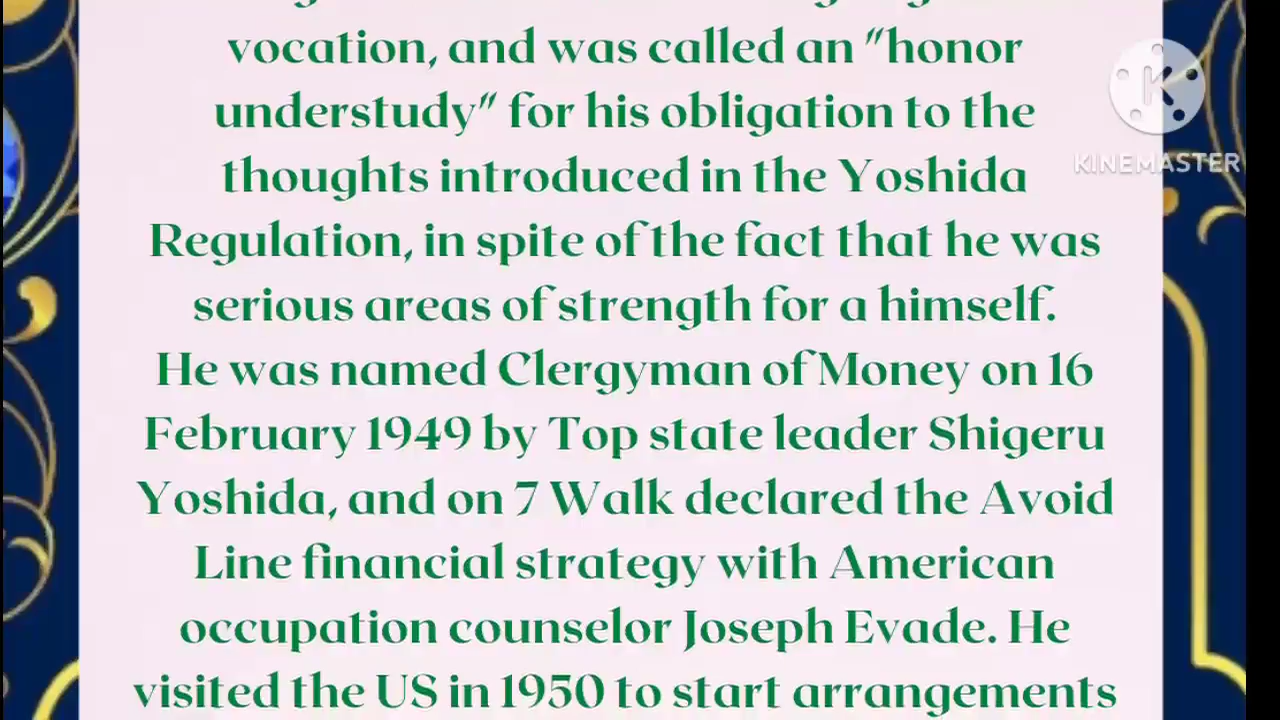 vocation, and was called an "honor
understudy" for his obligation to the
thoughts introduced in the Yoshida
Regulation, in spite of the fact that he was
serious areas of strength for a himself.
He was named Clergyman of Money on 16
February 1949 by Top state leader Shigeru
Yoshida, and on 7 Walk declared the Avoid
Line financial strategy with American
occupation counselor Joseph Evade. He
visited the US in 1950 to start arrangements
K
KINEMASTER